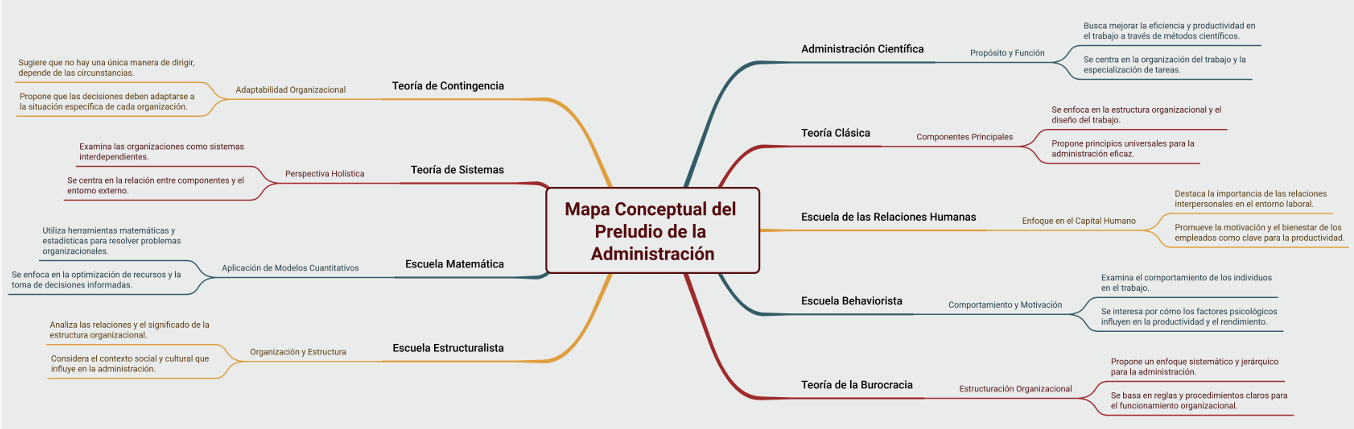 Mapa Conceptual del
Preludio de la
Administración
Administración Científica
Propósito y Función
Busca mejorar la eficiencia y productividad en
el trabajo a través de métodos científicos.
Se centra en la organización del trabajo y la
especialización de tareas.
Teoría Clásica
Componentes Principales
Se enfoca en la estructura organizacional y el
diseño del trabajo.
Propone principios universales para la
administración eficaz.
Escuela de las Relaciones Humanas
Enfoque en el Capital Humano
Destaca la importancia de las relaciones
interpersonales en el entorno laboral.
Promueve la motivación y el bienestar de los
empleados como clave para la productividad.
Escuela Behaviorista
Comportamiento y Motivación
Examina el comportamiento de los individuos
en el trabajo.
Se interesa por cómo los factores psicológicos
influyen en la productividad y el rendimiento.
Teoría de la Burocracia
Estructuración Organizacional
Propone un enfoque sistemático y jerárquico
para la administración.
Se basa en reglas y procedimientos claros para
el funcionamiento organizacional.
Teoría de Contingencia
Adaptabilidad Organizacional
Sugiere que no hay una única manera de dirigir,
depende de las circunstancias.
Propone que las decisiones deben adaptarse a
la situación específica de cada organización.
Teoría de Sistemas
Perspectiva Holística
Examina las organizaciones como sistemas
interdependientes.
Se centra en la relación entre componentes y el
entorno externo.
Escuela Matemática
Aplicación de Modelos Cuantitativos
Utiliza herramientas matemáticas y
estadísticas para resolver problemas
organizacionales.
Se enfoca en la optimización de recursos y la
toma de decisiones informadas.
Escuela Estructuralista
Organización y Estructura
Analiza las relaciones y el significado de la
estructura organizacional.
Considera el contexto social y cultural que
influye en la administración.